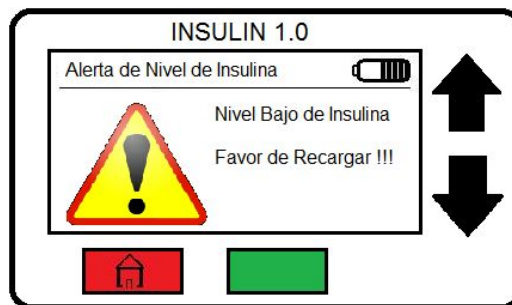 INSULIN 1.0
Alerta de Nivel de Insulina
Nivel Bajo de Insulina
Favor de Recargar !!!